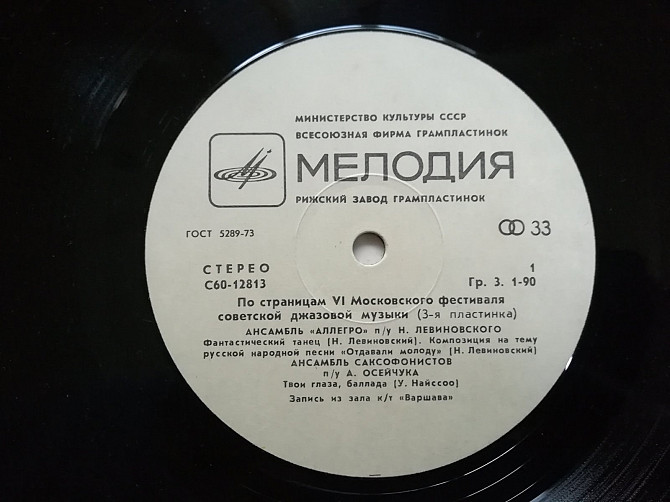 МИНИСТЕРСТВО КУЛЬТУРЫ СССР
ВСЕСОЮЗНАЯ ФИРМА ГРАМПЛАСТИНОК
МЕЛОДИЯ
РИЖСКИЙ ЗАВОД ГРАМПЛАСТИНОК
ГОСТ 5289-73
33
СТЕРЕО 1
С60-12813 Гр. 3. 1-90
По страницам VI Московского фестиваля
советской джазовой музыки (3-я пластинка)
АНСАМБЛЬ «АЛЛЕГРО» п/у Н. ЛЕВИНОВСКОГО
Фантастический танец (Н. Левиновский). Композиция на тему
русской народной песни «Отдавали молоду» (Н. Левиновский)
АНСАМБЛЬ САКСОФОНИСТОВ
п/у А. ОСЕЙЧУКА
Твои глаза, баллада (У. Найссоо)
Запись из зала к/т «Варшава»